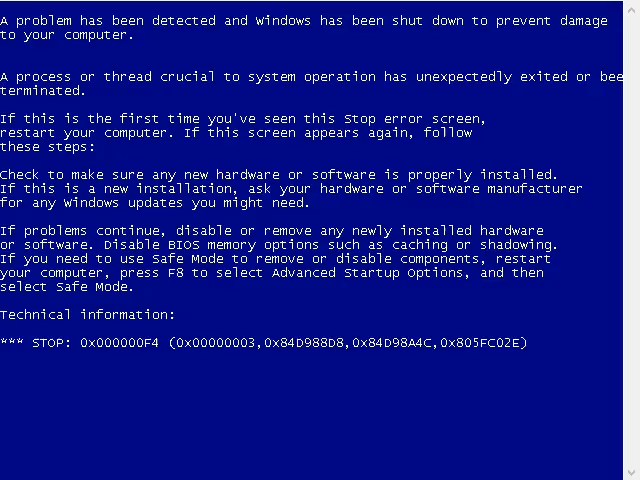 A problem has been detected and Windows has been shut down to prevent damage
to your computer.
A process or thread crucial to system operation has unexpectedly exited or bee
terminated.
If this is the first time you've seen this Stop error screen,
restart your computer. If this screen appears again, follow
these steps:
Check to make sure any new hardware or software is properly installed.
If this is a new installation, ask your hardware or software manufacturer
for any Windows updates you might need.
If problems continue, disable or remove any newly installed hardware
or software. Disable BIOS memory options such as caching or shadowing.
If you need to use Safe Mode to remove or disable components, restart
your computer, press F8 to select Advanced Startup Options, and then
select Safe Mode.
Technical information:
*** STOP: 0x000000F4 (0x00000003,0x84D988D8,0x84D98A4C,0x805FC02E)